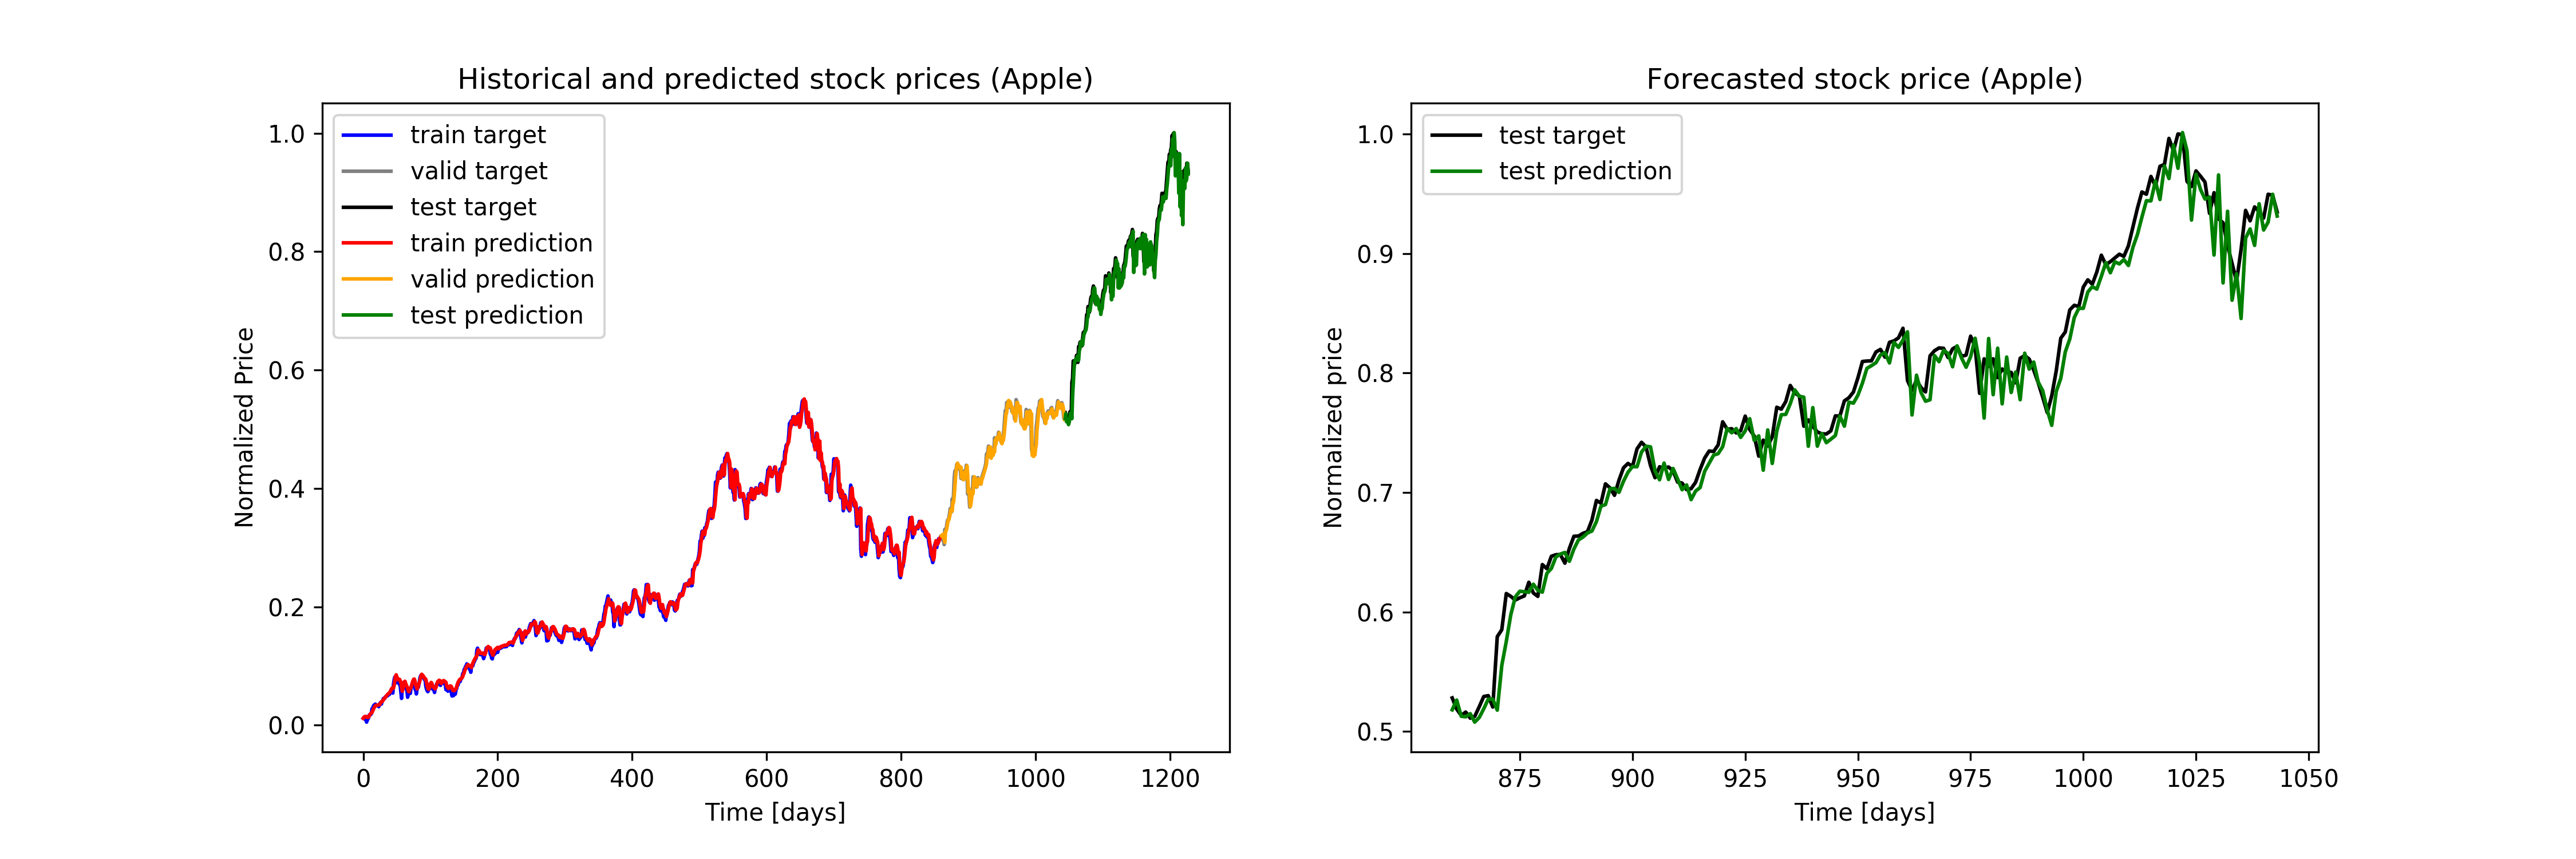 Historical and predicted stock prices (Apple)
1.0
0.8
0.6
0.4
0.2
0.0
Normalized Price
train target
valid target
test target
train prediction
valid prediction
test prediction
0 200 400 600 800 1000 1200
Time [days]
Forecasted stock price (Apple)
1.0
0.9
0.8
0.7
0.6
0.5
Normalized price
test target
test prediction
875 900 925 950 975 1000 1025 1050
Time [days]